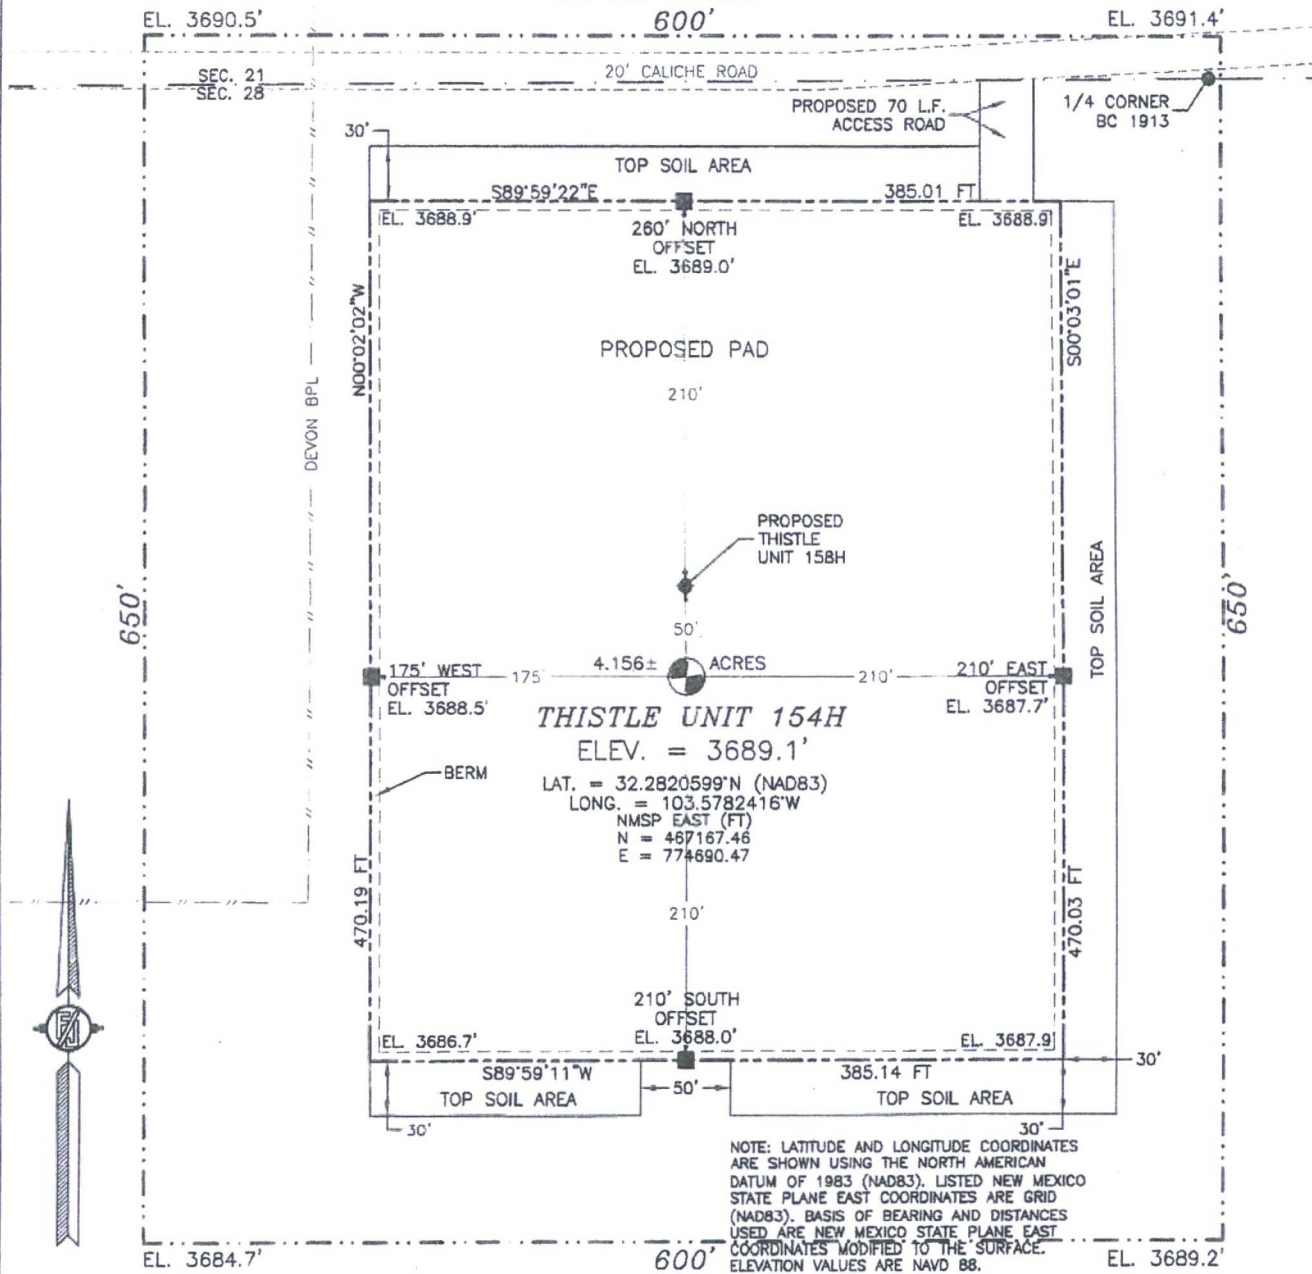 EL. 3690.5'
600'
EL. 3691.4'
SEC. 21
SEC. 28
20' CALICHE ROAD
PROPOSED 70 L.F.
ACCESS ROAD
1/4 CORNER
BC 1913
30'
TOP SOIL AREA
S89°59'22"E
385.01 FT
EL. 3688.9'
260' NORTH
OFFSET
EL. 3689.0'
EL. 3688.9'
N00°02'02"W
S00°03'01"E
PROPOSED PAD
210'
DEVON BPL
PROPOSED
THISTLE
UNIT 158H
TOP SOIL AREA
650'
650'
50'
4.156± ACRES
175' WEST
OFFSET
EL. 3688.5'
175'
210'
210' EAST
OFFSET
EL. 3687.7'
THISTLE UNIT 154H
ELEV. = 3689.1'
BERM
LAT. = 32.2820599°N (NAD83)
LONG. = 103.5782416°W
NMSP EAST (FT)
N = 467167.46
E = 774690.47
470.19 FT
470.03 FT
210'
210' SOUTH
OFFSET
EL. 3688.0'
EL. 3686.7'
EL. 3687.9'
S89°59'11"W
385.14 FT
30'
50'
TOP SOIL AREA
TOP SOIL AREA
30'
30'
NOTE: LATITUDE AND LONGITUDE COORDINATES
ARE SHOWN USING THE NORTH AMERICAN
DATUM OF 1983 (NAD83). LISTED NEW MEXICO
STATE PLANE EAST COORDINATES ARE GRID
(NAD83). BASIS OF BEARING AND DISTANCES
USED ARE NEW MEXICO STATE PLANE EAST
COORDINATES MODIFIED TO THE SURFACE.
ELEVATION VALUES ARE NAVD 88.
EL. 3684.7'
600'
EL. 3689.2'